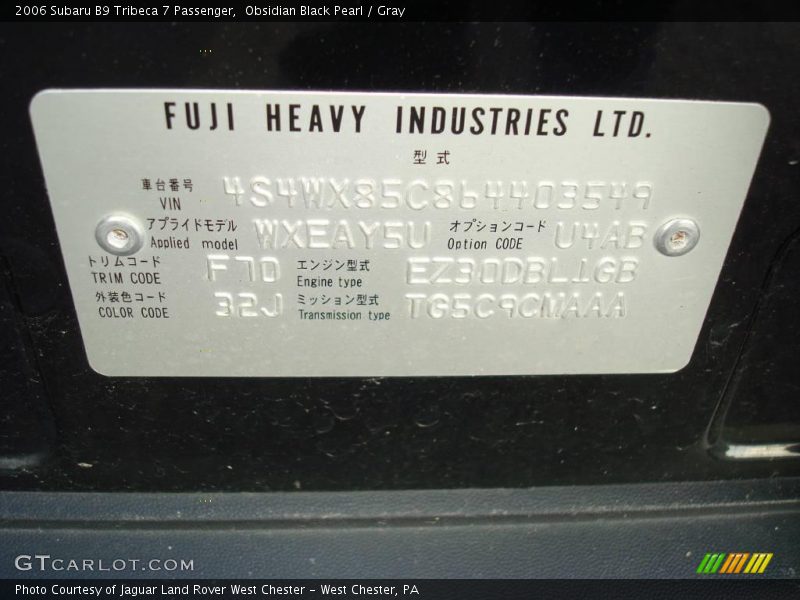 2006 Subaru B9 Tribeca 7 Passenger,  Obsidian Black Pearl / Gray
FUJI HEAVY INDUSTRIES LTD.
型式
車台番号 VIN 4S4WX85C864403549
アプライドモデル Applied model WXEAY5U オプションコード Option CODE U4AB
トリムコード TRIM CODE F70 エンジン型式 Engine type EZ30DBL1GB
外装色コード COLOR CODE 32J ミッション型式 Transmission type TG5C9CMAAA
GTCARLOT.COM
Photo Courtesy of Jaguar Land Rover West Chester - West Chester, PA